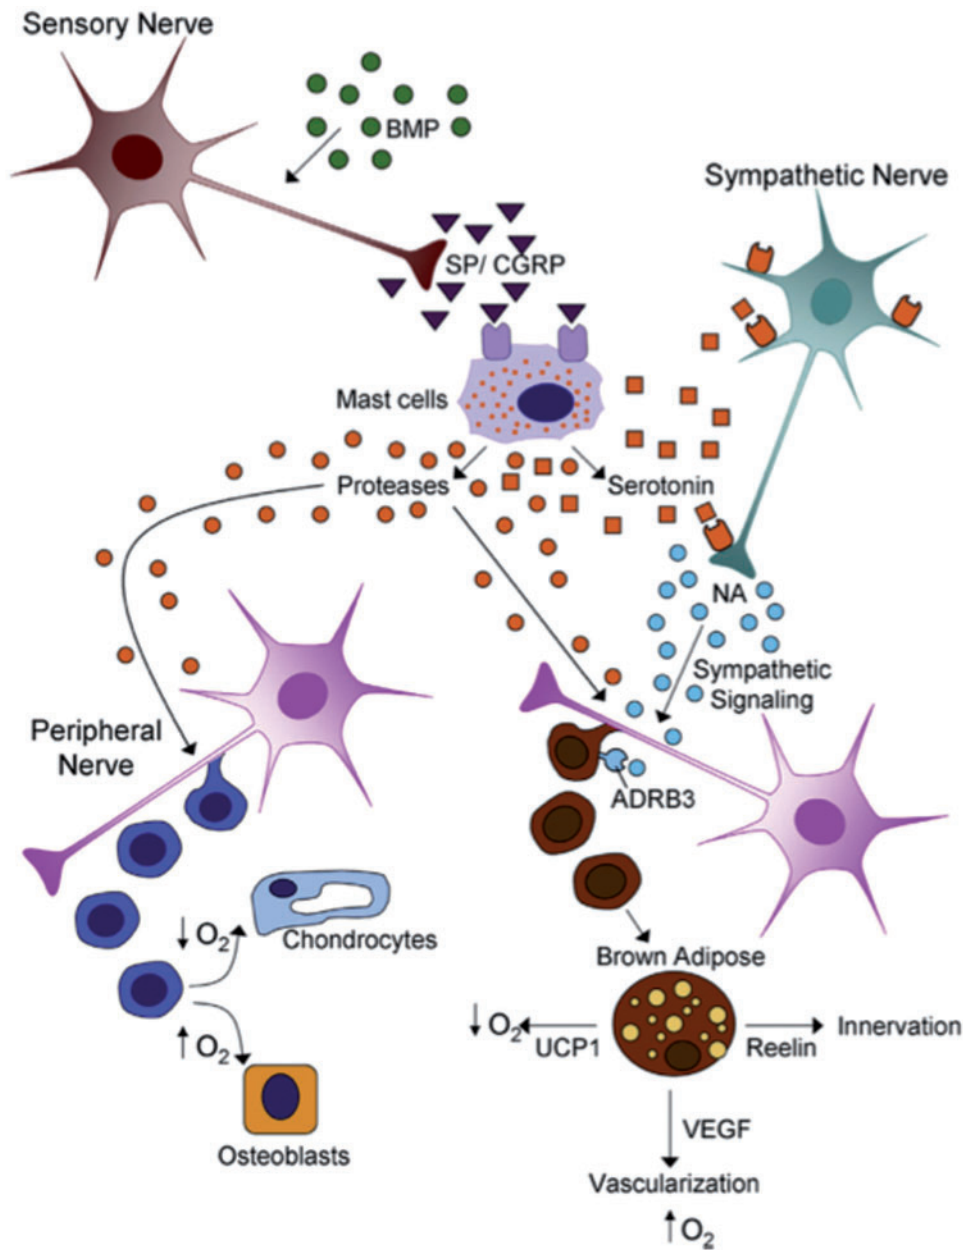 Sensory Nerve
BMP
Sympathetic Nerve
SP/ CGRP
Mast cells
Proteases
Serotonin
NA
Sympathetic
Signaling
Peripheral
Nerve
ADRB3
↓ O₂
Chondrocytes
↑ O₂
Osteoblasts
Brown Adipose
↓ O₂
UCP1
Reelin
Innervation
VEGF
Vascularization
↑ O₂